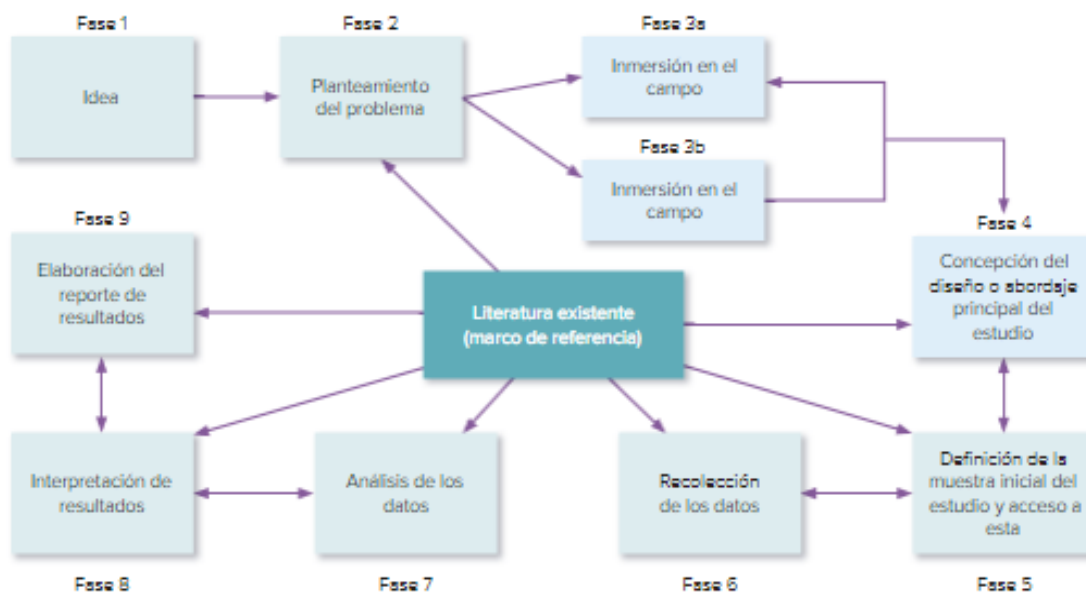 Fase 1
Fase 2
Fase 3a
Idea
Planteamiento
del problema
Inmersión en el
campo
Fase 3b
Inmersión en el
campo
Fase 9
Fase 4
Elaboración del
reporte de
resultados
Literatura existente
(marco de referencia)
Concepción del
diseño o abordaje
principal del
estudio
Interpretación de
resultados
Análisis de los
datos
Recolección
de los datos
Definición de la
muestra inicial del
estudio y acceso a
esta
Fase 8
Fase 7
Fase 6
Fase 5